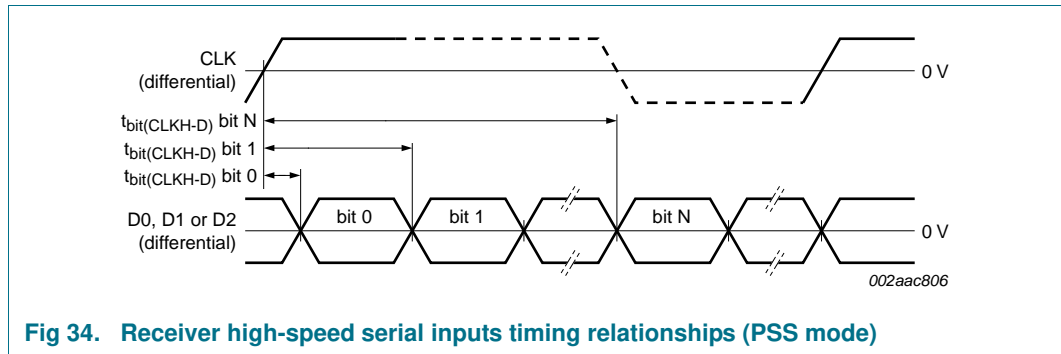 CLK
(differential)
0 V
tbit(CLKH-D) bit N
tbit(CLKH-D) bit 1
tbit(CLKH-D) bit 0
D0, D1 or D2
(differential)
bit 0
bit 1
bit N
0 V
002aac806
Fig 34. Receiver high-speed serial inputs timing relationships (PSS mode)